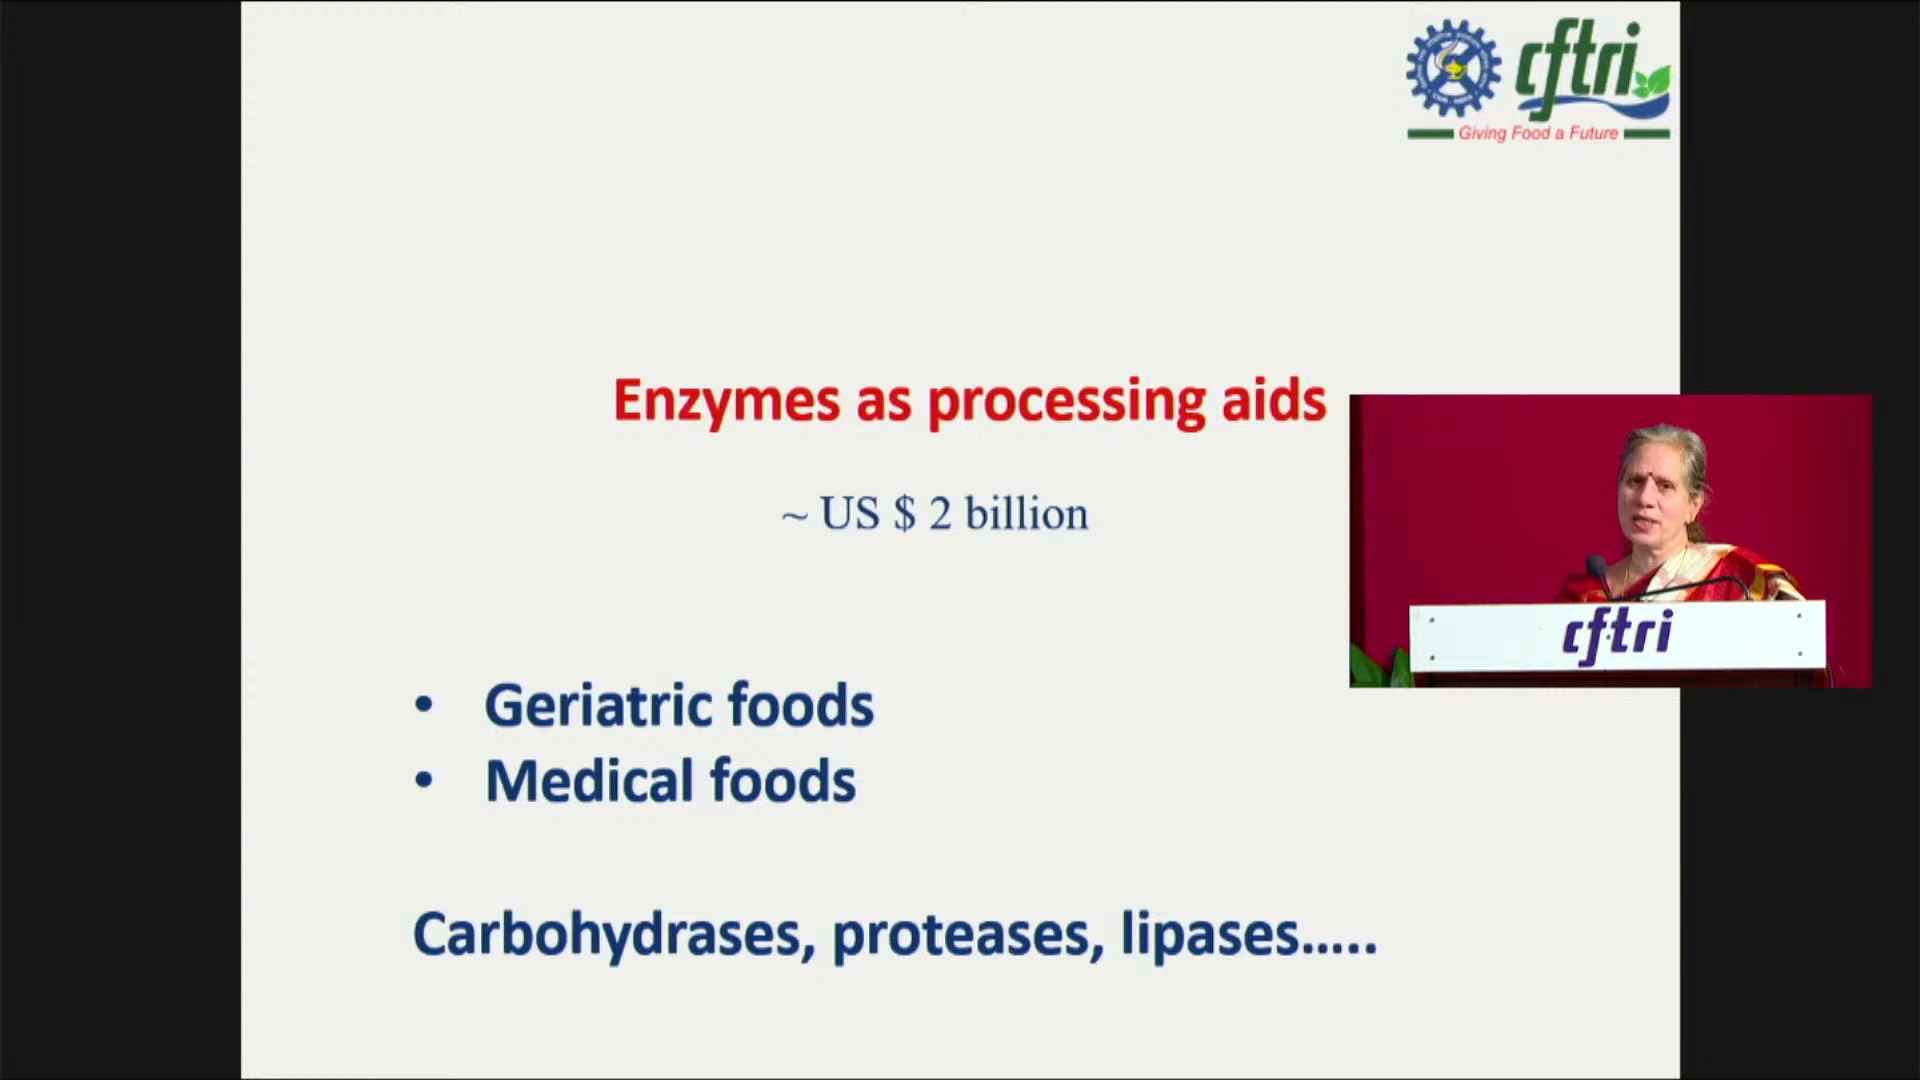 cftri
Giving Food a Future
Enzymes as processing aids
~ US $ 2 billion
cftri
• Geriatric foods
• Medical foods
Carbohydrases, proteases, lipases.....